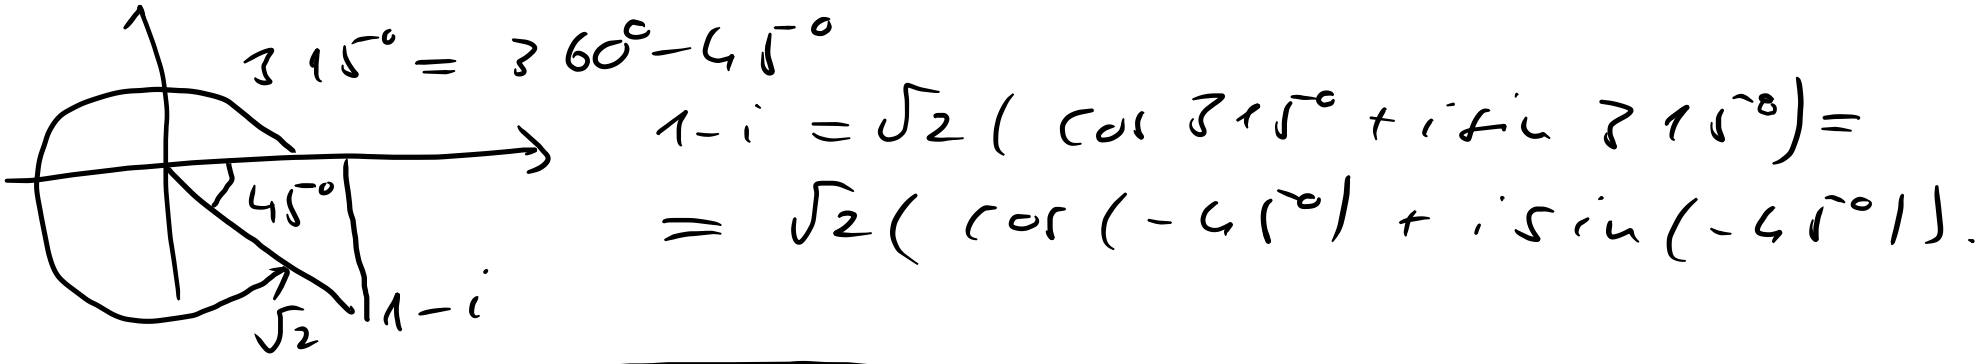 315° = 360° - 45°
1 - i = √2 ( cos 315° + i sin 315° ) =
= √2 ( cos (-45°) + i sin (-45°) ).
45°
√2
1 - i